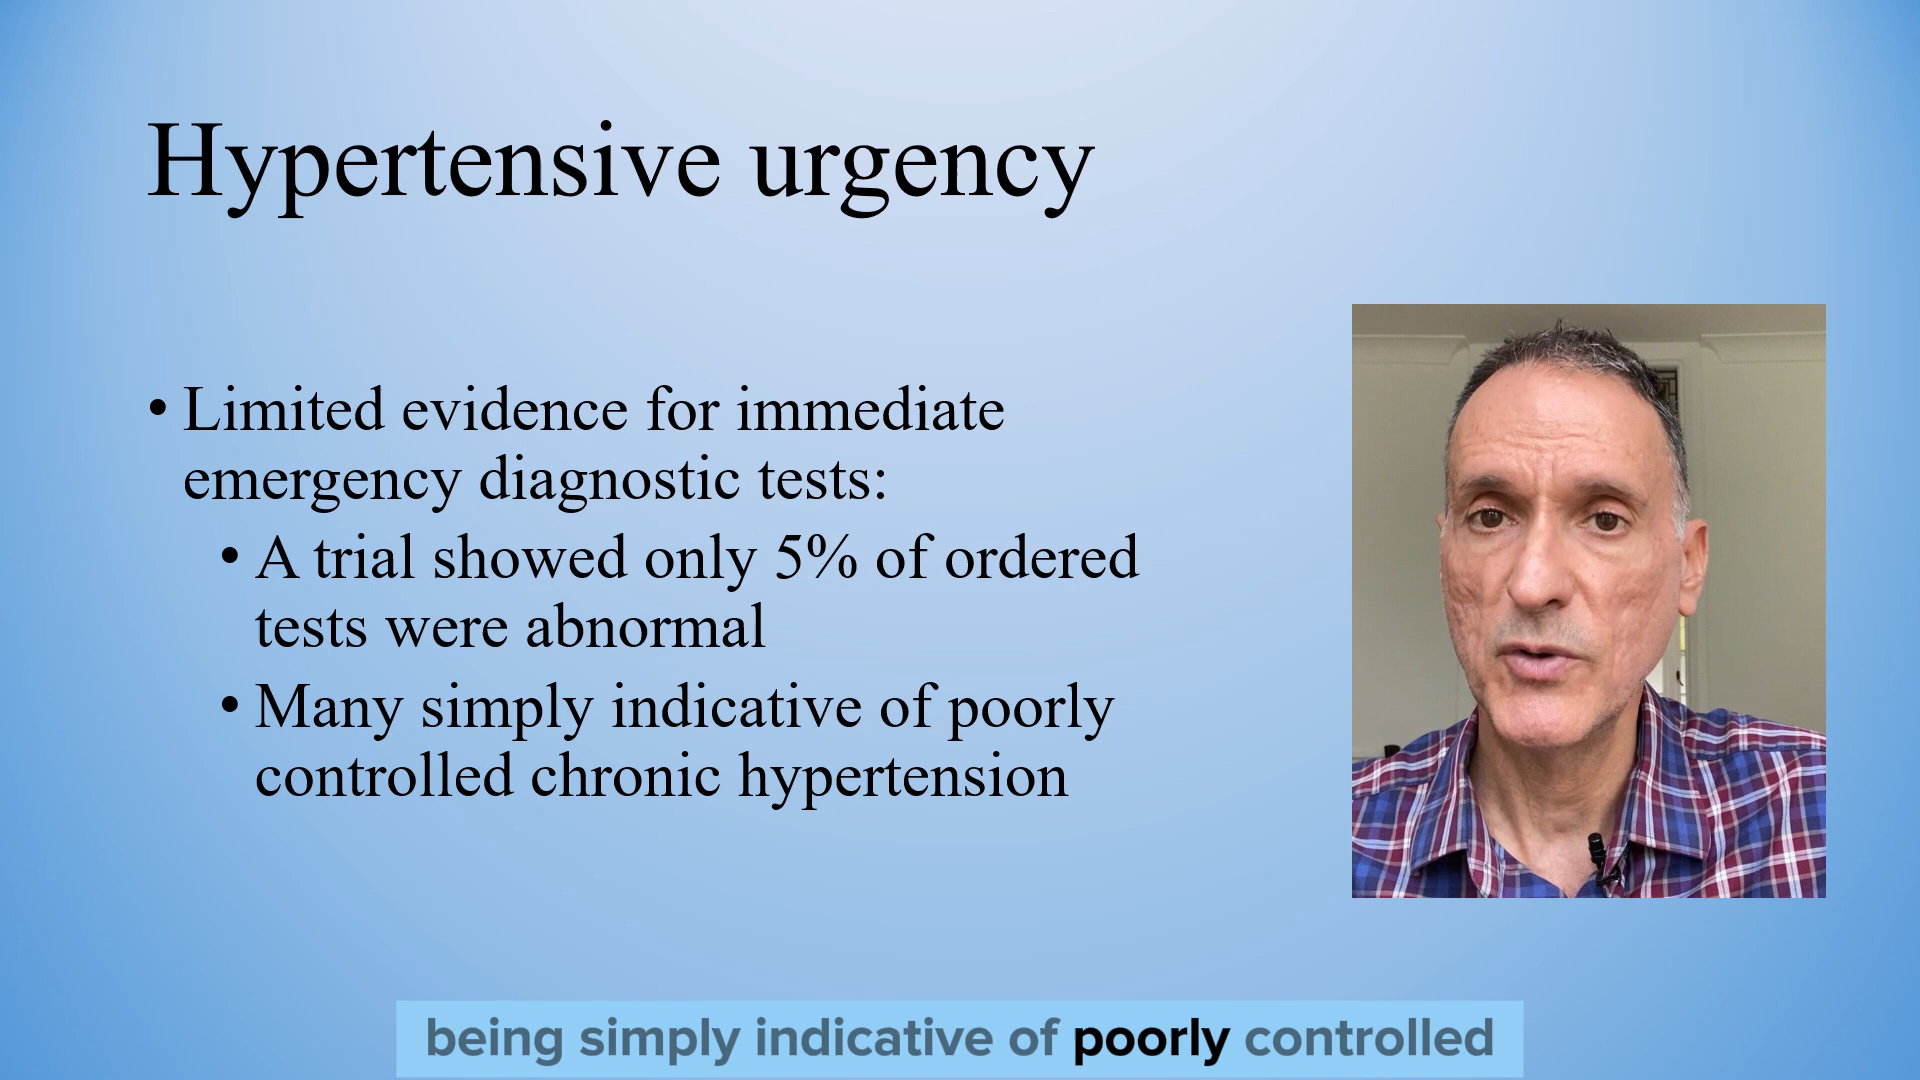 Hypertensive urgency
• Limited evidence for immediate
emergency diagnostic tests:
• A trial showed only 5% of ordered
tests were abnormal
• Many simply indicative of poorly
controlled chronic hypertension
being simply indicative of poorly controlled